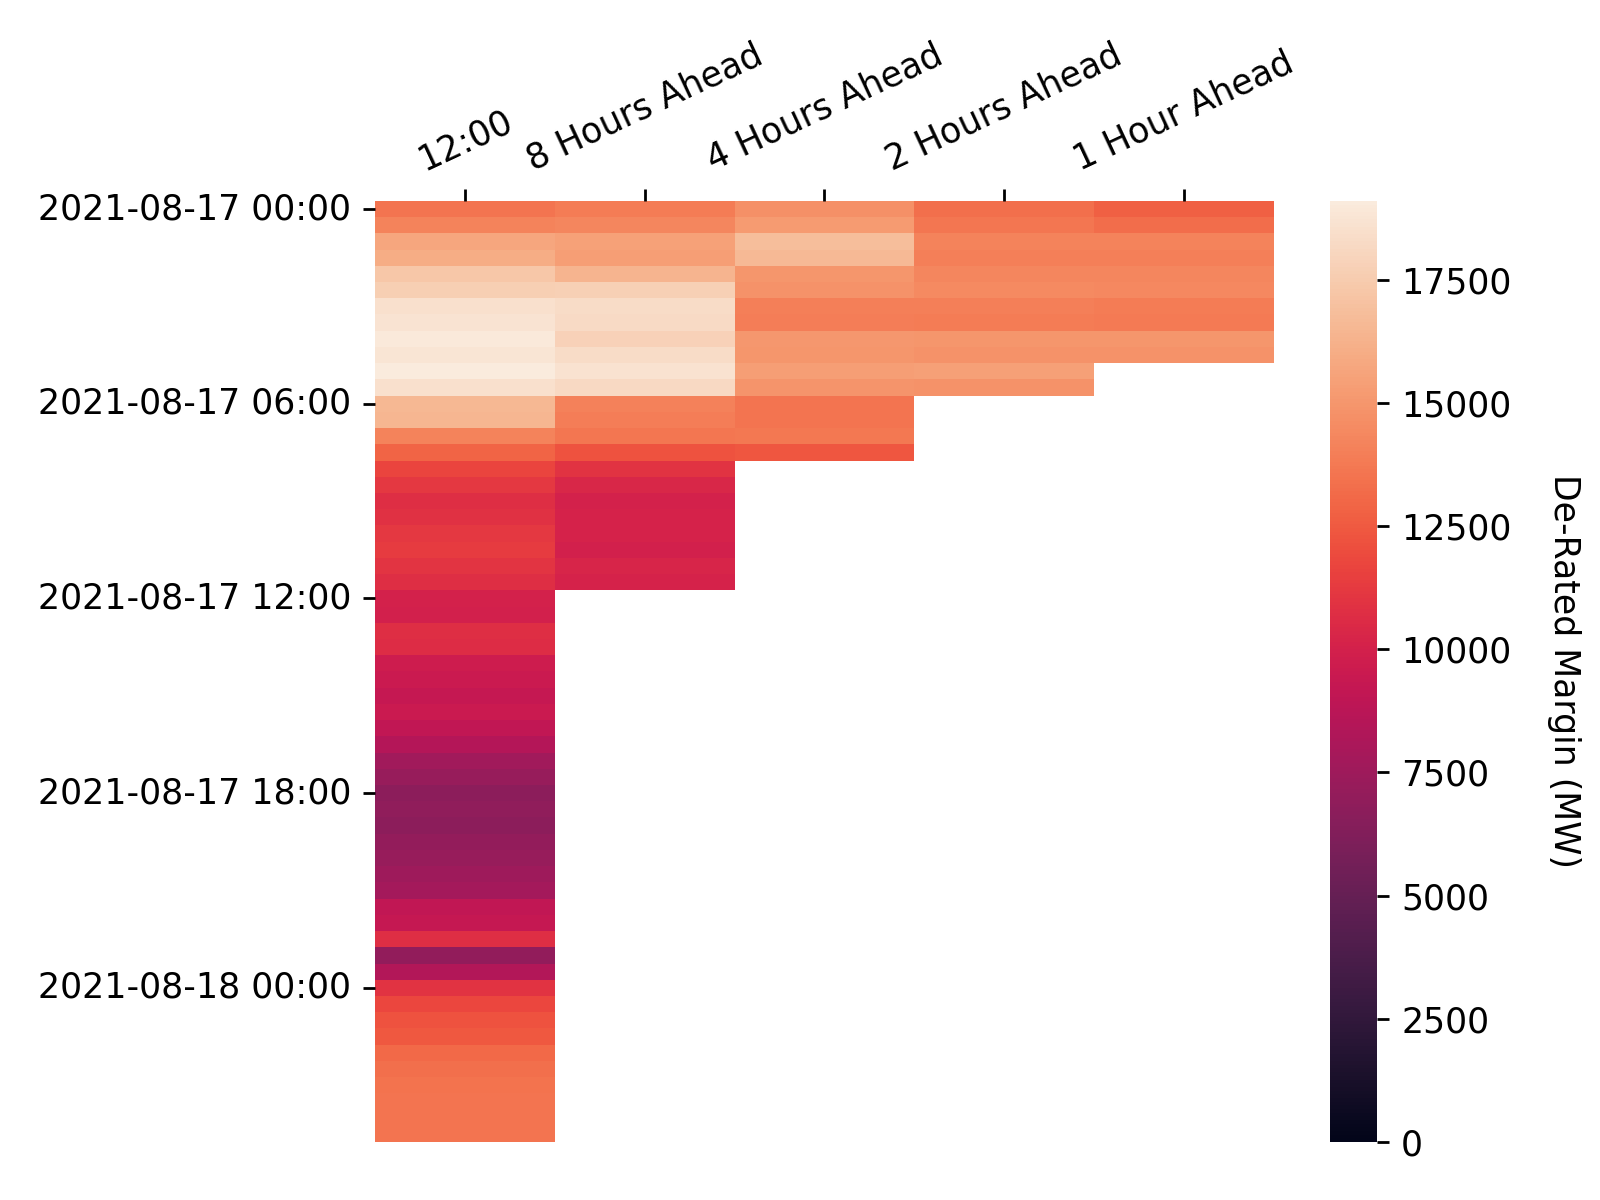 12:00
8 Hours Ahead
4 Hours Ahead
2 Hours Ahead
1 Hour Ahead
2021-08-17 00:00
2021-08-17 06:00
2021-08-17 12:00
2021-08-17 18:00
2021-08-18 00:00
17500
15000
12500
10000
7500
5000
2500
0
De-Rated Margin (MW)